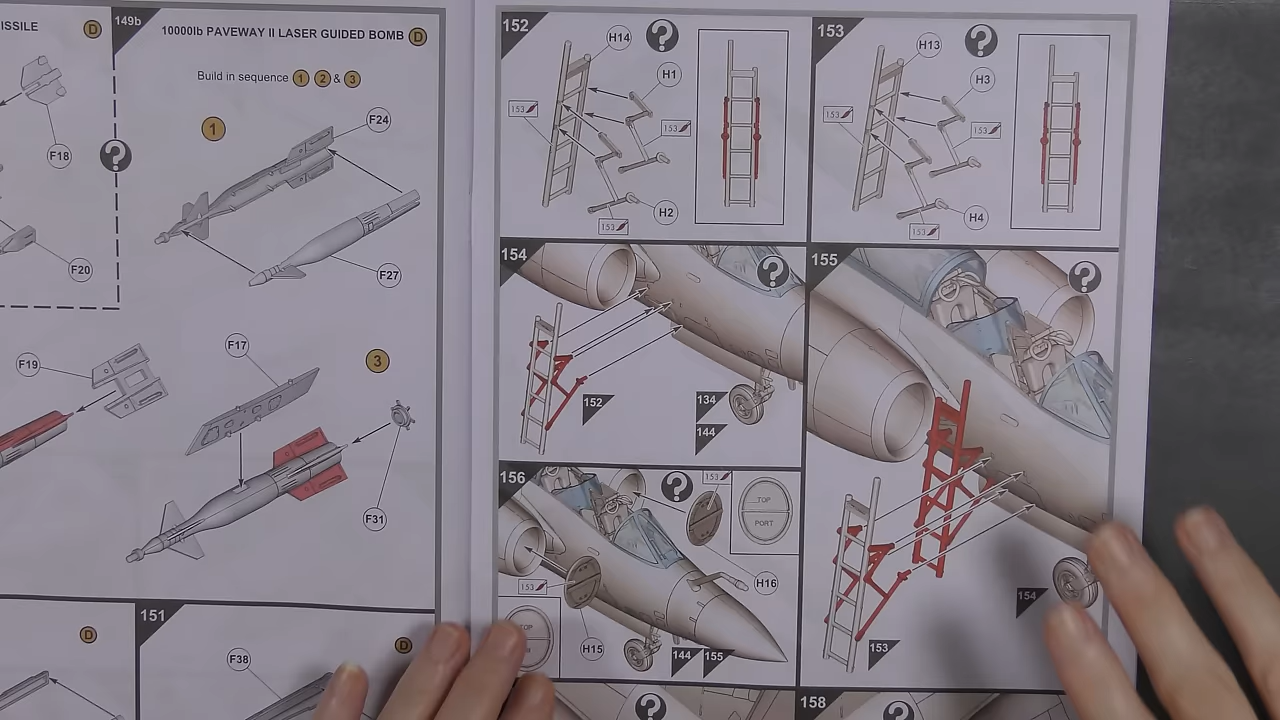 ISSILE
D
F18
F20
149b
10000lb PAVEWAY II LASER GUIDED BOMB D
Build in sequence 1 2 & 3
?
1
F24
F27
F19
F17
3
F31
D
151
D
F38
152
H14
?
H1
153
153
H2
153
153
H13
?
H3
153
153
H4
153
154
?
152
134
144
155
?
154
153
156
?
153
TOP
PORT
H16
153
TOP
H15
144
155
?
158
?